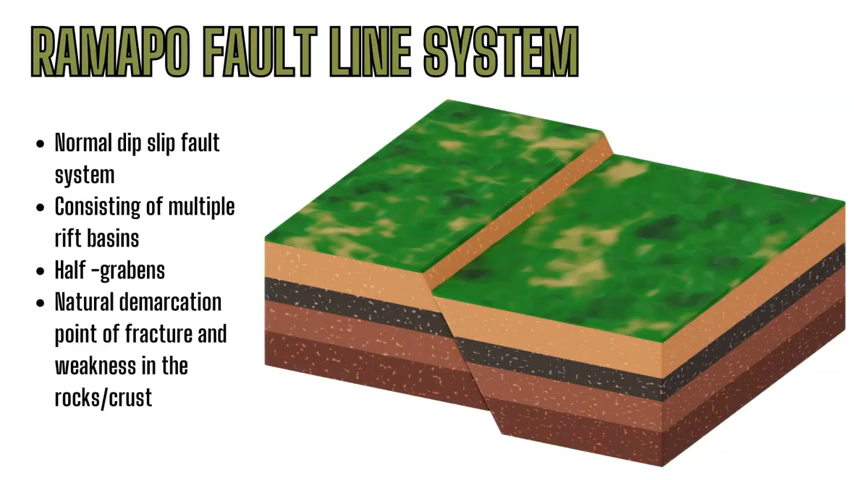 RAMAPO FAULT LINE SYSTEM
• Normal dip slip fault
system
• Consisting of multiple
rift basins
• Half -grabens
• Natural demarcation
point of fracture and
weakness in the
rocks/crust